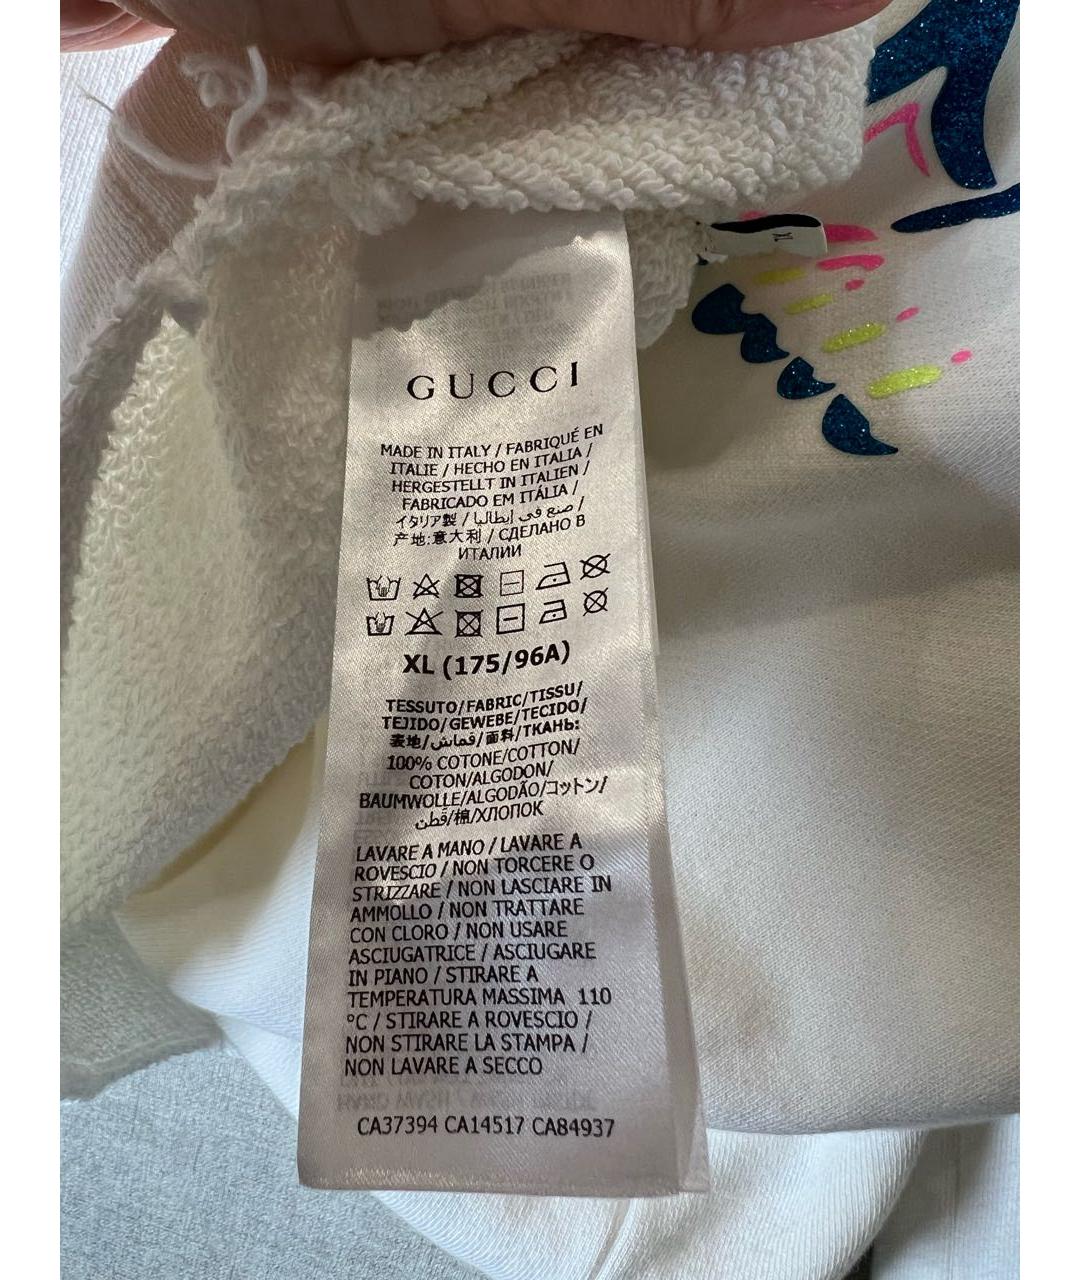 XL
GUCCI
MADE IN ITALY / FABRIQUÉ EN
ITALIE / HECHO EN ITALIA /
HERGESTELLT IN ITALIEN /
FABRICADO EM ITÁLIA /
イタリア製 / صنع في إيطاليا /
产地:意大利 / СДЕЛАНО В
ИТАЛИИ
XL (175/96A)
TESSUTO/FABRIC/TISSU/
TEJIDO/GEWEBE/TECIDO/
表地/قماش/面料/ТКАНЬ:
100% COTONE/COTTON/
COTON/ALGODON/
BAUMWOLLE/ALGODÃO/コットン/
قطن/棉/ХЛОПОК
LAVARE A MANO / LAVARE A
ROVESCIO / NON TORCERE O
STRIZZARE / NON LASCIARE IN
AMMOLLO / NON TRATTARE
CON CLORO / NON USARE
ASCIUGATRICE / ASCIUGARE
IN PIANO / STIRARE A
TEMPERATURA MASSIMA 110
°C / STIRARE A ROVESCIO /
NON STIRARE LA STAMPA /
NON LAVARE A SECCO
CA37394 CA14517 CA84937